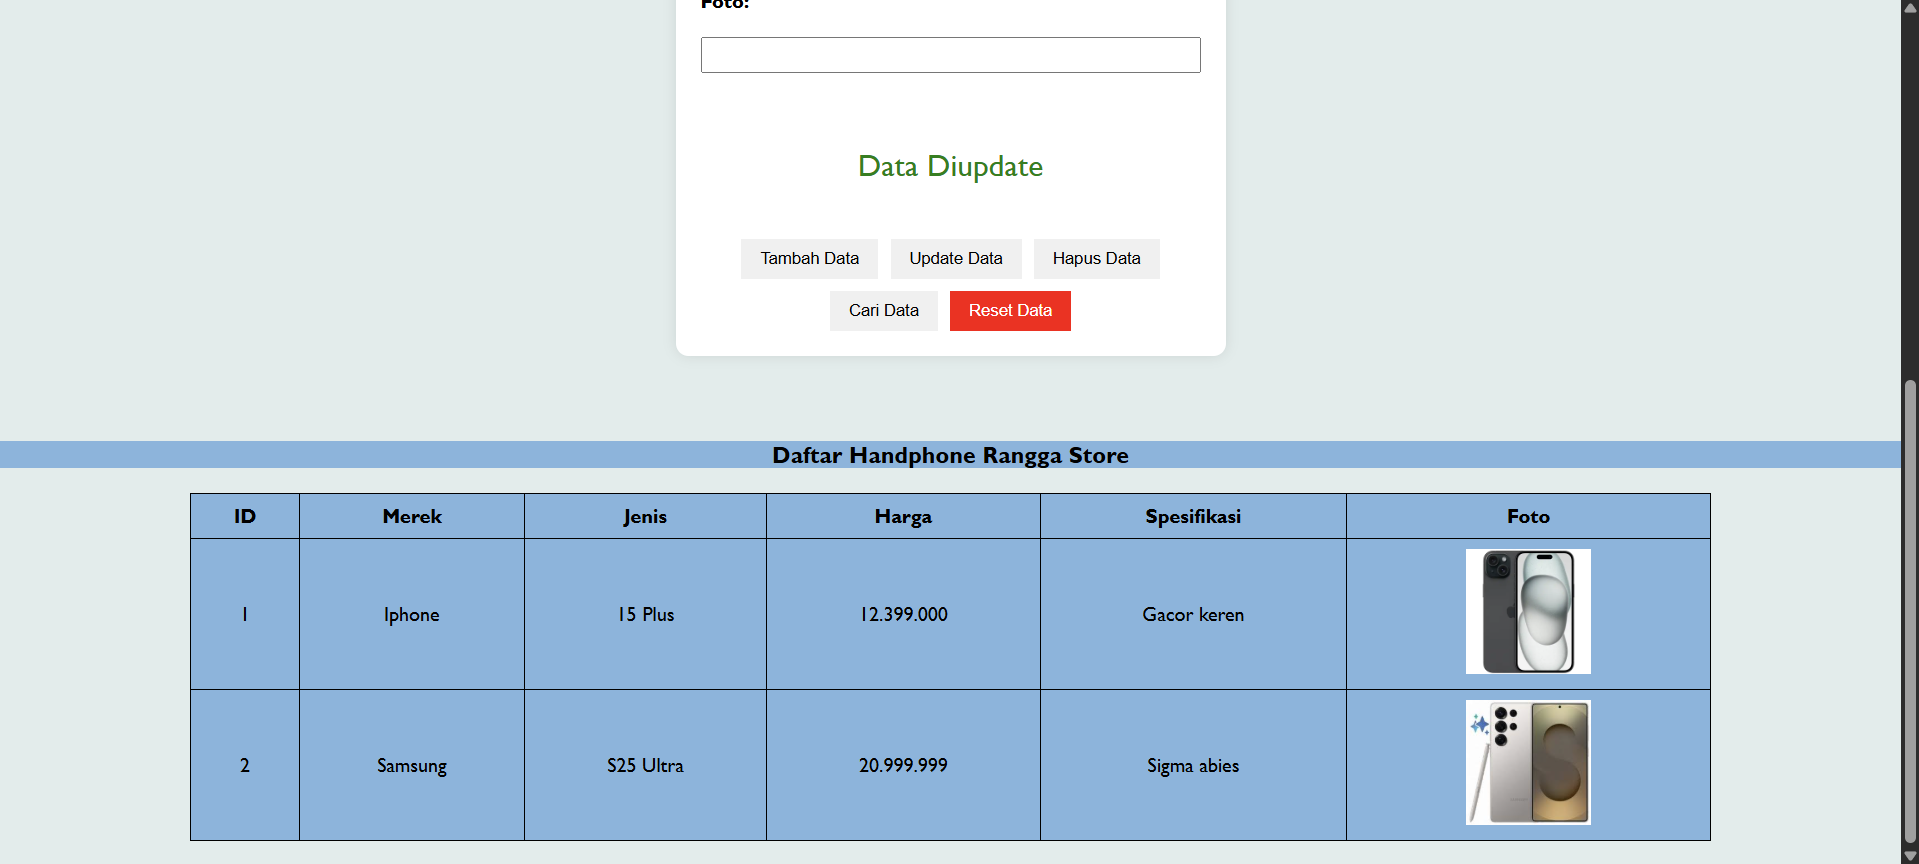 Foto:
Data Diupdate
Tambah Data Update Data Hapus Data
Cari Data Reset Data
Daftar Handphone Rangga Store
ID Merek Jenis Harga Spesifikasi Foto
1 Iphone 15 Plus 12.399.000 Gacor keren
2 Samsung S25 Ultra 20.999.999 Sigma abies